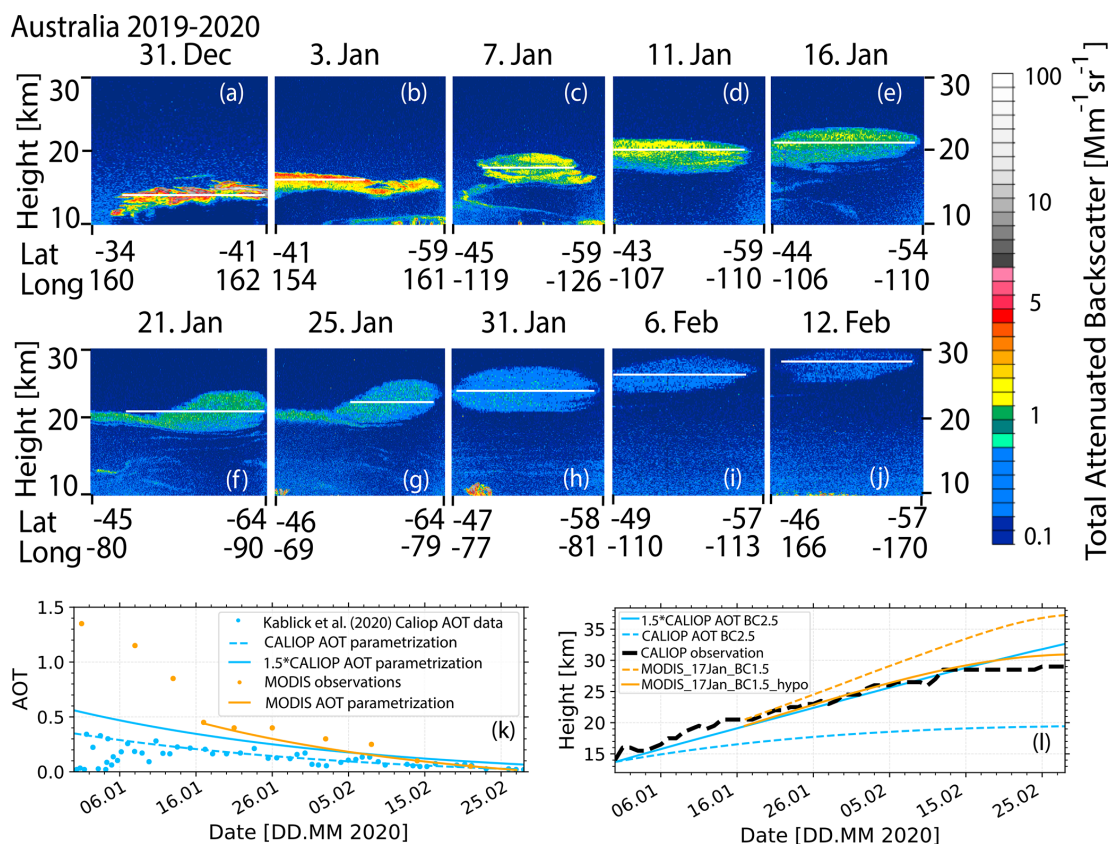 Australia 2019-2020
31. Dec 3. Jan 7. Jan 11. Jan 16. Jan
Height [km]
30
20
10
(a) (b) (c) (d) (e)
30
20
10
Lat -34 -41 -41 -59 -45 -59 -43 -59 -44 -54
Long 160 162 154 161 -119 -126 -107 -110 -106 -110
21. Jan 25. Jan 31. Jan 6. Feb 12. Feb
Height [km]
30
20
10
(f) (g) (h) (i) (j)
30
20
10
Lat -45 -64 -46 -64 -47 -58 -49 -57 -46 -57
Long -80 -90 -69 -79 -77 -81 -110 -113 166 -170
100
10
5
1
0.1
Total Attenuated Backscatter [Mm⁻¹sr⁻¹]
AOT
1.5
1.0
0.5
0.0
Kablick et al. (2020) Caliop AOT data
CALIOP AOT parametrization
1.5*CALIOP AOT parametrization
MODIS observations
MODIS AOT parametrization
(k)
06.01 16.01 26.01 05.02 15.02 25.02
Date [DD.MM 2020]
Height [km]
35
30
25
20
15
1.5*CALIOP AOT BC2.5
CALIOP AOT BC2.5
CALIOP observation
MODIS_17Jan_BC1.5
MODIS_17Jan_BC1.5_hypo
(l)
06.01 16.01 26.01 05.02 15.02 25.02
Date [DD.MM 2020]